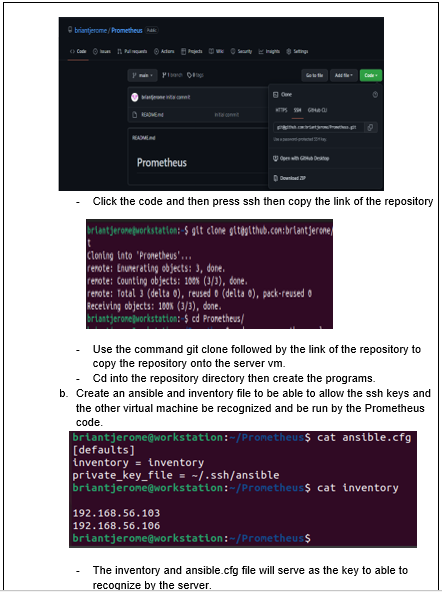 briantjerome / Prometheus Public
Code Issues Pull requests Actions Projects Wiki Security Insights Settings
main 1 branch 0 tags Go to file Add file Code
briantjerome initial commit
README.md initial commit
README.md
Prometheus
Clone
HTTPS SSH GitHub CLI
git@github.com:briantjerome/Prometheus.git
Use a password protected SSH key.
Open with GitHub Desktop
Download ZIP
- Click the code and then press ssh then copy the link of the repository
briantjerome@workstation:~$ git clone git@github.com:briantjerome/
t
Cloning into 'Prometheus'...
remote: Enumerating objects: 3, done.
remote: Counting objects: 100% (3/3), done.
remote: Total 3 (delta 0), reused 0 (delta 0), pack-reused 0
Receiving objects: 100% (3/3), done.
briantjerome@workstation:~$ cd Prometheus/
- Use the command git clone followed by the link of the repository to
copy the repository onto the server vm.
- Cd into the repository directory then create the programs.
b. Create an ansible and inventory file to be able to allow the ssh keys and
the other virtual machine be recognized and be run by the Prometheus
code.
briantjerome@workstation:~/Prometheus$ cat ansible.cfg
[defaults]
inventory = inventory
private_key_file = ~/.ssh/ansible
briantjerome@workstation:~/Prometheus$ cat inventory
192.168.56.103
192.168.56.106
briantjerome@workstation:~/Prometheus$
- The inventory and ansible.cfg file will serve as the key to able to
recognize by the server.